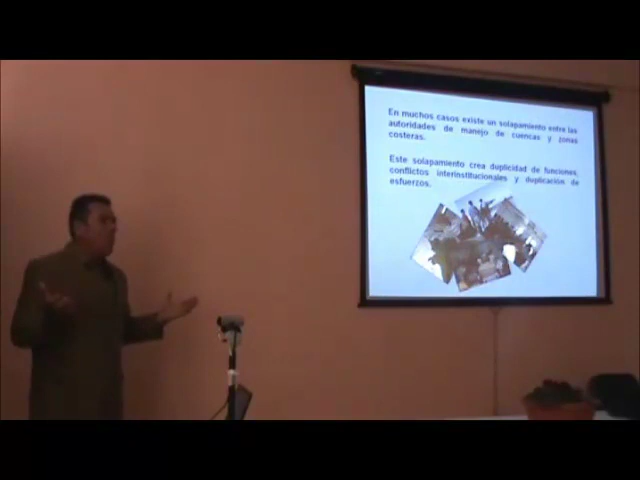 En muchos casos existe un solapamiento entre las
autoridades de manejo de cuencas y zonas
costeras.
Este solapamiento crea duplicidad de funciones,
conflictos interinstitucionales y duplicación de
esfuerzos.